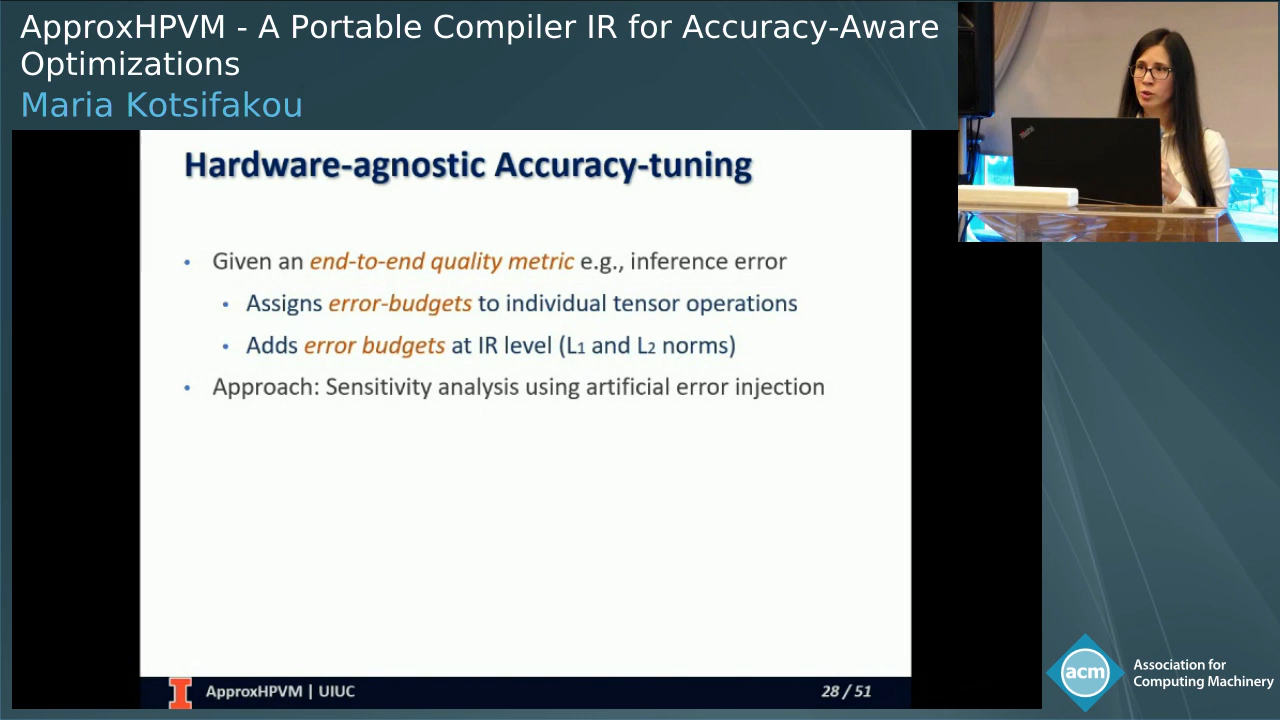 ApproxHPVM - A Portable Compiler IR for Accuracy-Aware
Optimizations
Maria Kotsifakou
Hardware-agnostic Accuracy-tuning
• Given an end-to-end quality metric e.g., inference error
• Assigns error-budgets to individual tensor operations
• Adds error budgets at IR level (L1 and L2 norms)
• Approach: Sensitivity analysis using artificial error injection
ApproxHPVM | UIUC
28 / 51
acm
Association for
Computing Machinery